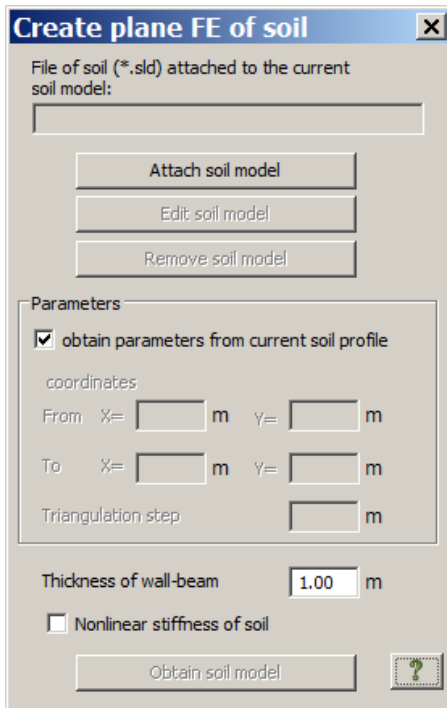 Create plane FE of soil
File of soil (*.sld) attached to the current
soil model:
Attach soil model
Edit soil model
Remove soil model
Parameters
obtain parameters from current soil profile
coordinates
From X= m Y= m
To X= m Y= m
Triangulation step m
Thickness of wall-beam 1.00 m
Nonlinear stiffness of soil
Obtain soil model ?